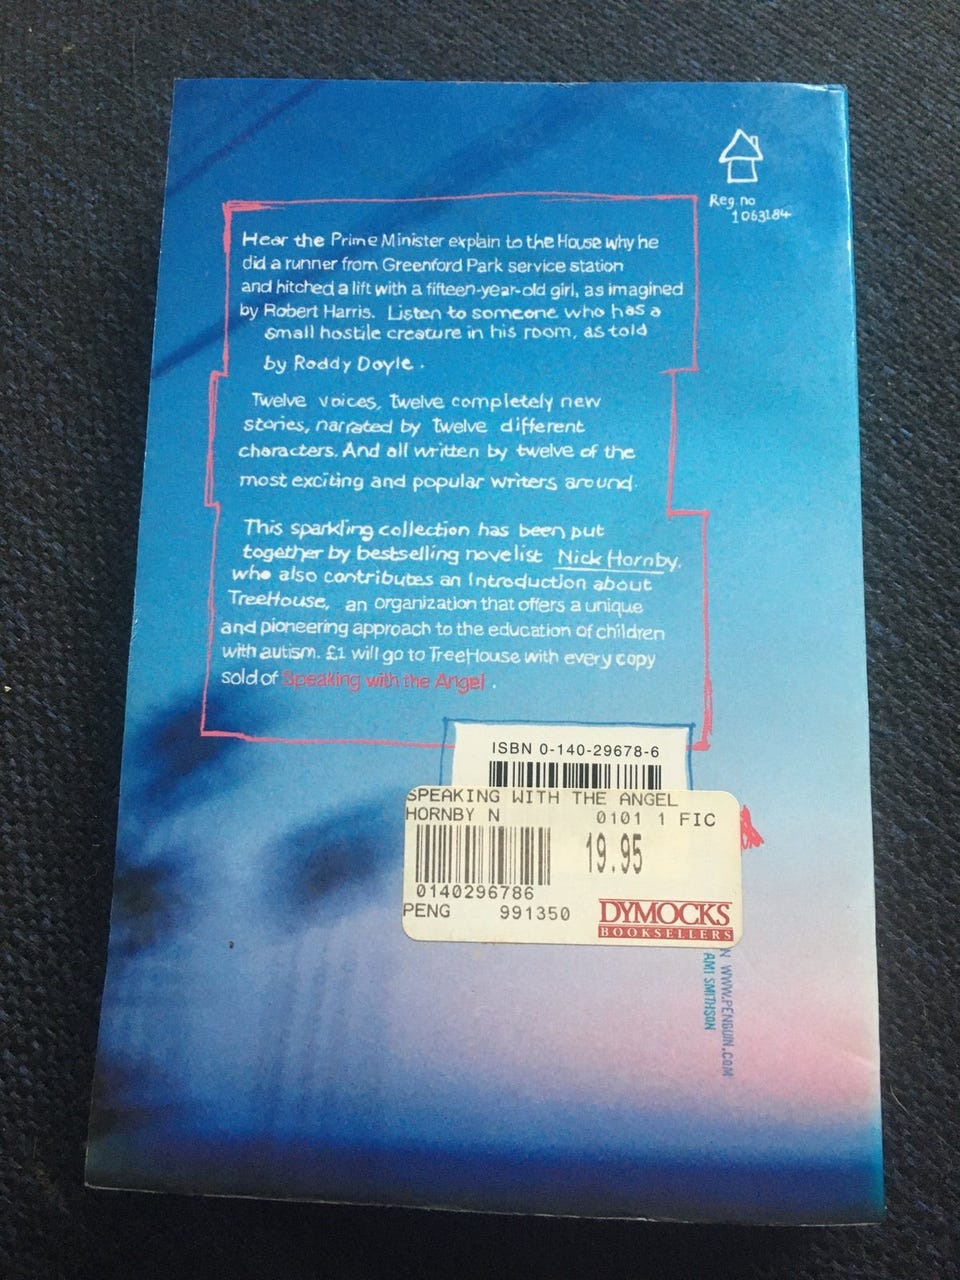 Reg. no
1063184
Hear the Prime Minister explain to the House why he
did a runner from Greenford Park service station
and hitched a lift with a fifteen-year-old girl, as imagined
by Robert Harris. Listen to someone who has a
small hostile creature in his room, as told
by Roddy Doyle.
Twelve voices, twelve completely new
stories, narrated by twelve different
characters. And all written by twelve of the
most exciting and popular writers around.
This sparkling collection has been put
together by bestselling novelist Nick Hornby,
who also contributes an Introduction about
TreeHouse, an organization that offers a unique
and pioneering approach to the education of children
with autism. £1 will go to TreeHouse with every copy
sold of Speaking with the Angel.
ISBN 0-140-29678-6
SPEAKING WITH THE ANGEL
HORNBY N 0101 1 FIC
19.95
0140296786
PENG 991350
DYMOCKS
BOOKSELLERS
WWW.PENGUIN.COM
AMI SMITHSON